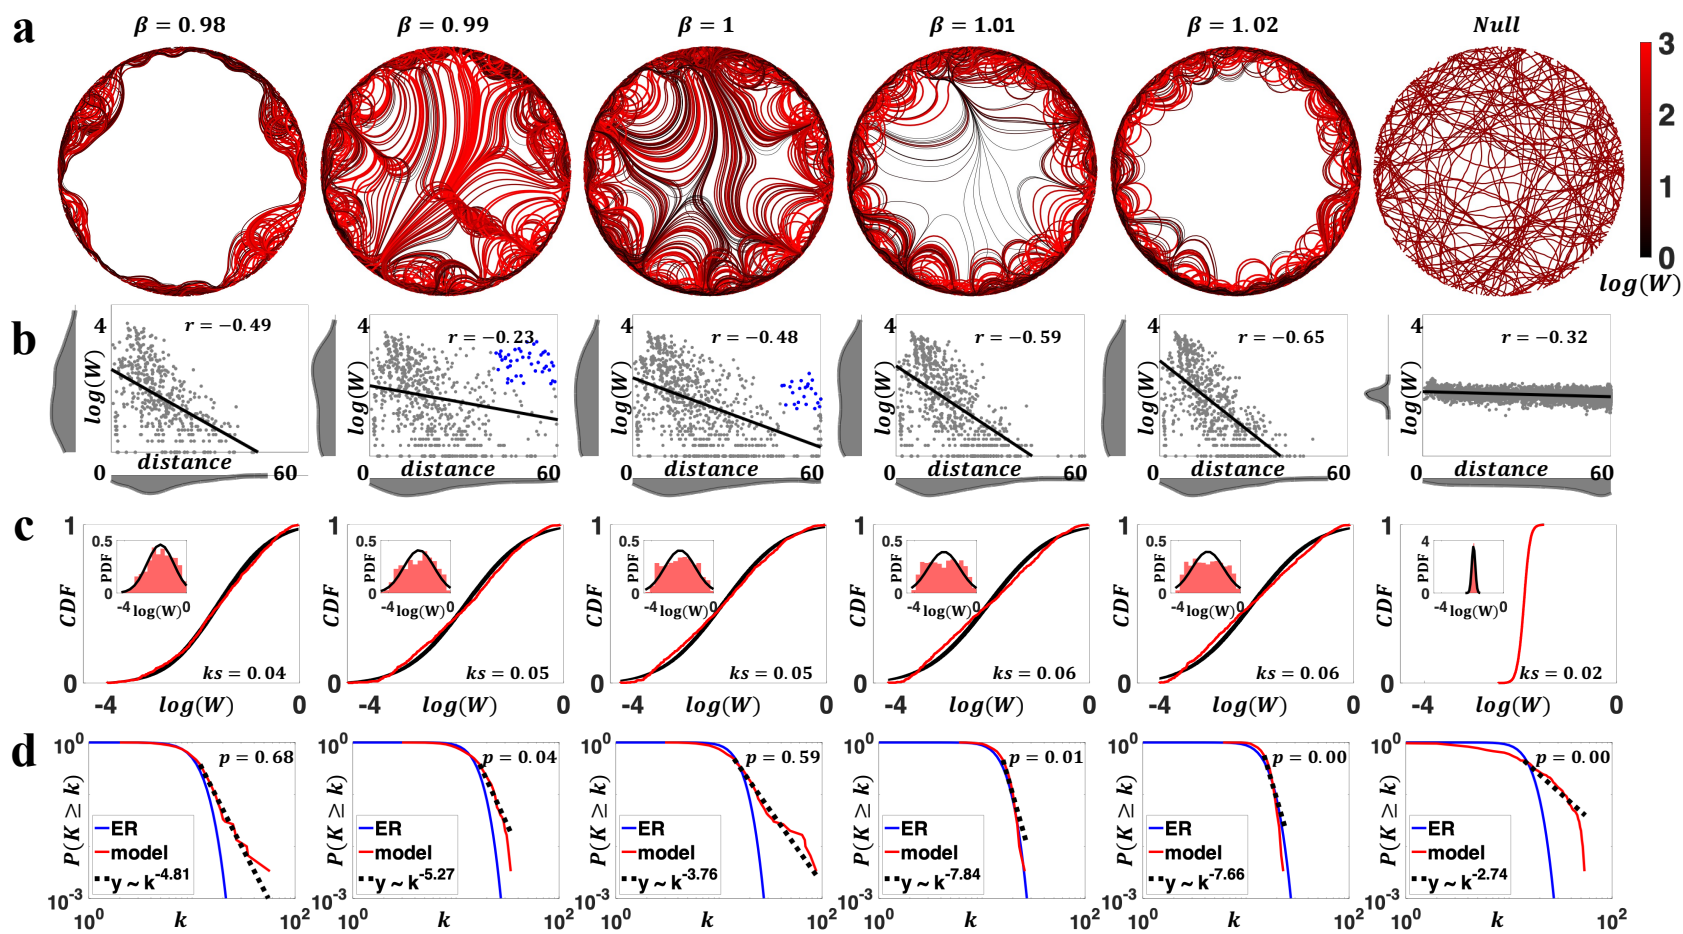 a
β = 0.98 β = 0.99 β = 1 β = 1.01 β = 1.02 Null
3
2
1
0
log(W)
b
4 r = −0.49 4 r = −0.23 4 r = −0.48 4 r = −0.59 4 r = −0.65 4 r = −0.32
log(W) log(W) log(W) log(W) log(W) log(W)
0 distance 60 0 distance 60 0 distance 60 0 distance 60 0 distance 60 0 distance 60
c
1 1 1 1 1 1
0.5 0.5 0.5 0.5 0.5 4
PDF PDF PDF PDF PDF PDF
0 0 0 0 0 0
-4 log(W) 0 -4 log(W) 0 -4 log(W) 0 -4 log(W) 0 -4 log(W) 0 -4 log(W) 0
CDF CDF CDF CDF CDF CDF
ks = 0.04 ks = 0.05 ks = 0.05 ks = 0.06 ks = 0.06 ks = 0.02
0 0 0 0 0 0
-4 log(W) 0 -4 log(W) 0 -4 log(W) 0 -4 log(W) 0 -4 log(W) 0 -4 log(W) 0
d
10^0 p = 0.68 10^0 p = 0.04 10^0 p = 0.59 10^0 p = 0.01 10^0 p = 0.00 10^0 p = 0.00
P(K ≥ k) P(K ≥ k) P(K ≥ k) P(K ≥ k) P(K ≥ k) P(K ≥ k)
ER ER ER ER ER ER
model model model model model model
y ~ k^-4.81 y ~ k^-5.27 y ~ k^-3.76 y ~ k^-7.84 y ~ k^-7.66 y ~ k^-2.74
10^-3 10^-3 10^-3 10^-3 10^-3 10^-3
10^0 k 10^2 10^0 k 10^2 10^0 k 10^2 10^0 k 10^2 10^0 k 10^2 10^0 k 10^2